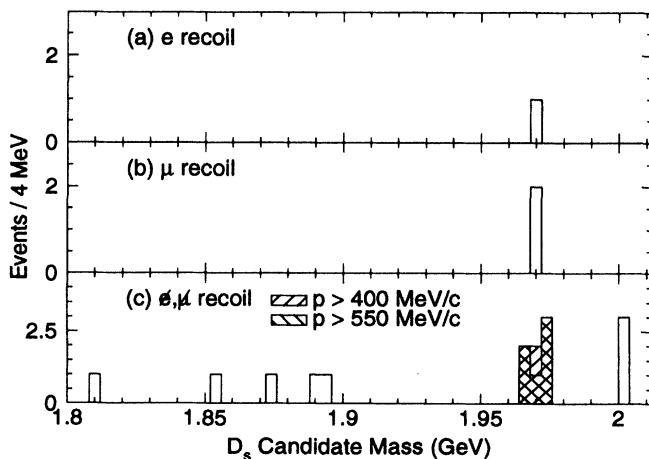 (a) e recoil
2
0
(b) μ recoil
2
0
Events / 4 MeV
(c) e̸,μ̸ recoil
p > 400 MeV/c
p > 550 MeV/c
2.5
0
1.8 1.85 1.9 1.95 2
Dₛ Candidate Mass (GeV)